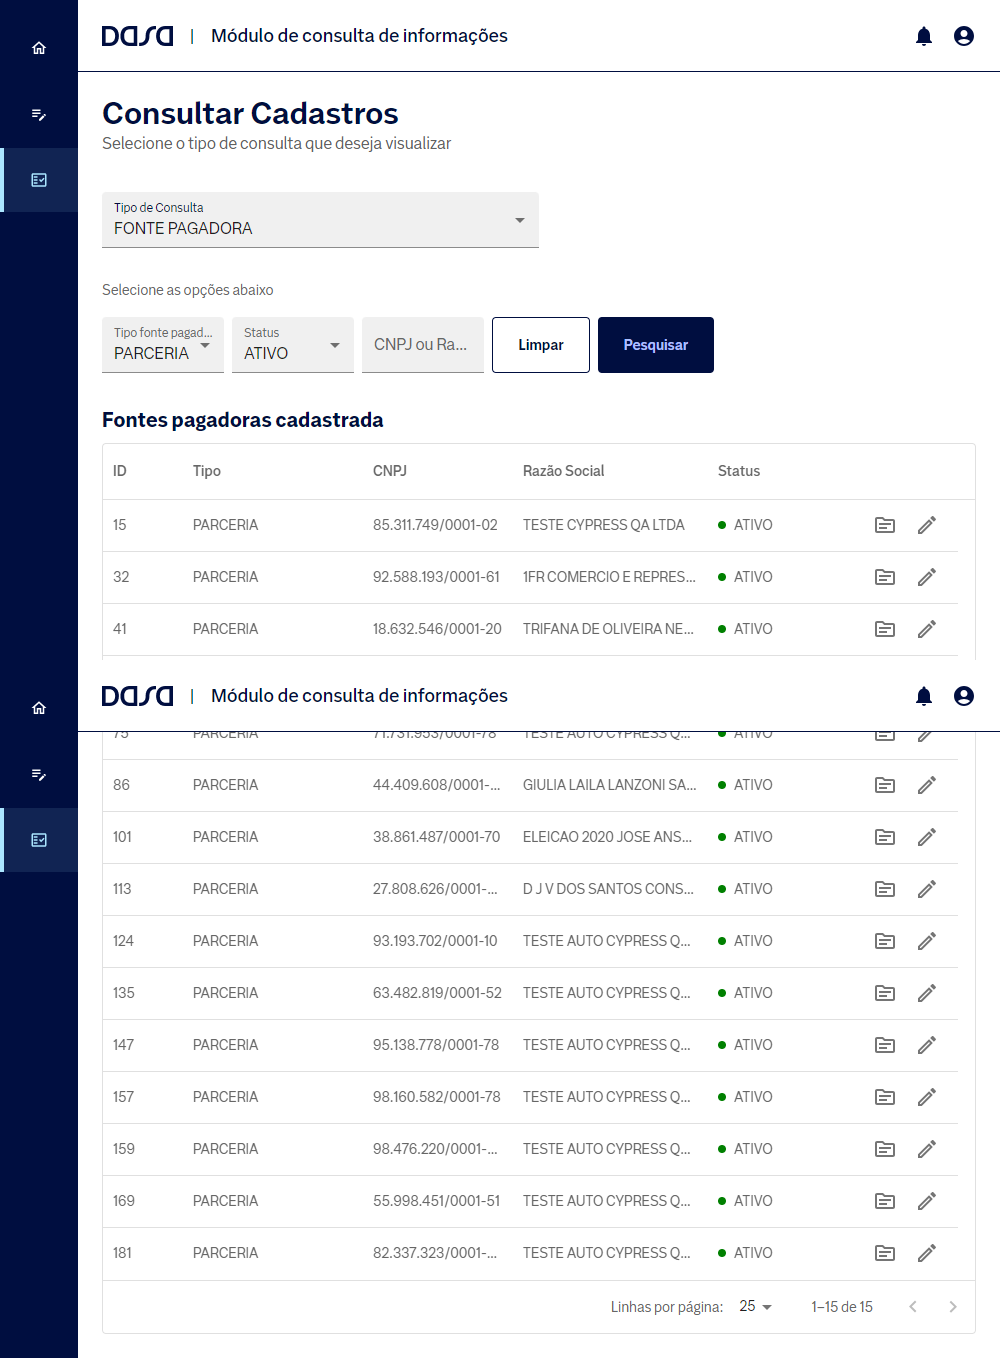 Dasa | Módulo de consulta de informações
Consultar Cadastros
Selecione o tipo de consulta que deseja visualizar
Tipo de Consulta
FONTE PAGADORA
Selecione as opções abaixo
Tipo fonte pagad... Status
PARCERIA ATIVO CNPJ ou Ra... Limpar Pesquisar
Fontes pagadoras cadastrada
ID Tipo CNPJ Razão Social Status
15 PARCERIA 85.311.749/0001-02 TESTE CYPRESS QA LTDA ATIVO
32 PARCERIA 92.588.193/0001-61 1FR COMERCIO E REPRES... ATIVO
41 PARCERIA 18.632.546/0001-20 TRIFANA DE OLIVEIRA NE... ATIVO
Dasa | Módulo de consulta de informações
75 PARCERIA 71.731.953/0001-78 TESTE AUTO CYPRESS Q... ATIVO
86 PARCERIA 44.409.608/0001-... GIULIA LAILA LANZONI SA... ATIVO
101 PARCERIA 38.861.487/0001-70 ELEICAO 2020 JOSE ANS... ATIVO
113 PARCERIA 27.808.626/0001-... D J V DOS SANTOS CONS... ATIVO
124 PARCERIA 93.193.702/0001-10 TESTE AUTO CYPRESS Q... ATIVO
135 PARCERIA 63.482.819/0001-52 TESTE AUTO CYPRESS Q... ATIVO
147 PARCERIA 95.138.778/0001-78 TESTE AUTO CYPRESS Q... ATIVO
157 PARCERIA 98.160.582/0001-78 TESTE AUTO CYPRESS Q... ATIVO
159 PARCERIA 98.476.220/0001-... TESTE AUTO CYPRESS Q... ATIVO
169 PARCERIA 55.998.451/0001-51 TESTE AUTO CYPRESS Q... ATIVO
181 PARCERIA 82.337.323/0001-... TESTE AUTO CYPRESS Q... ATIVO
Linhas por página: 25 1–15 de 15